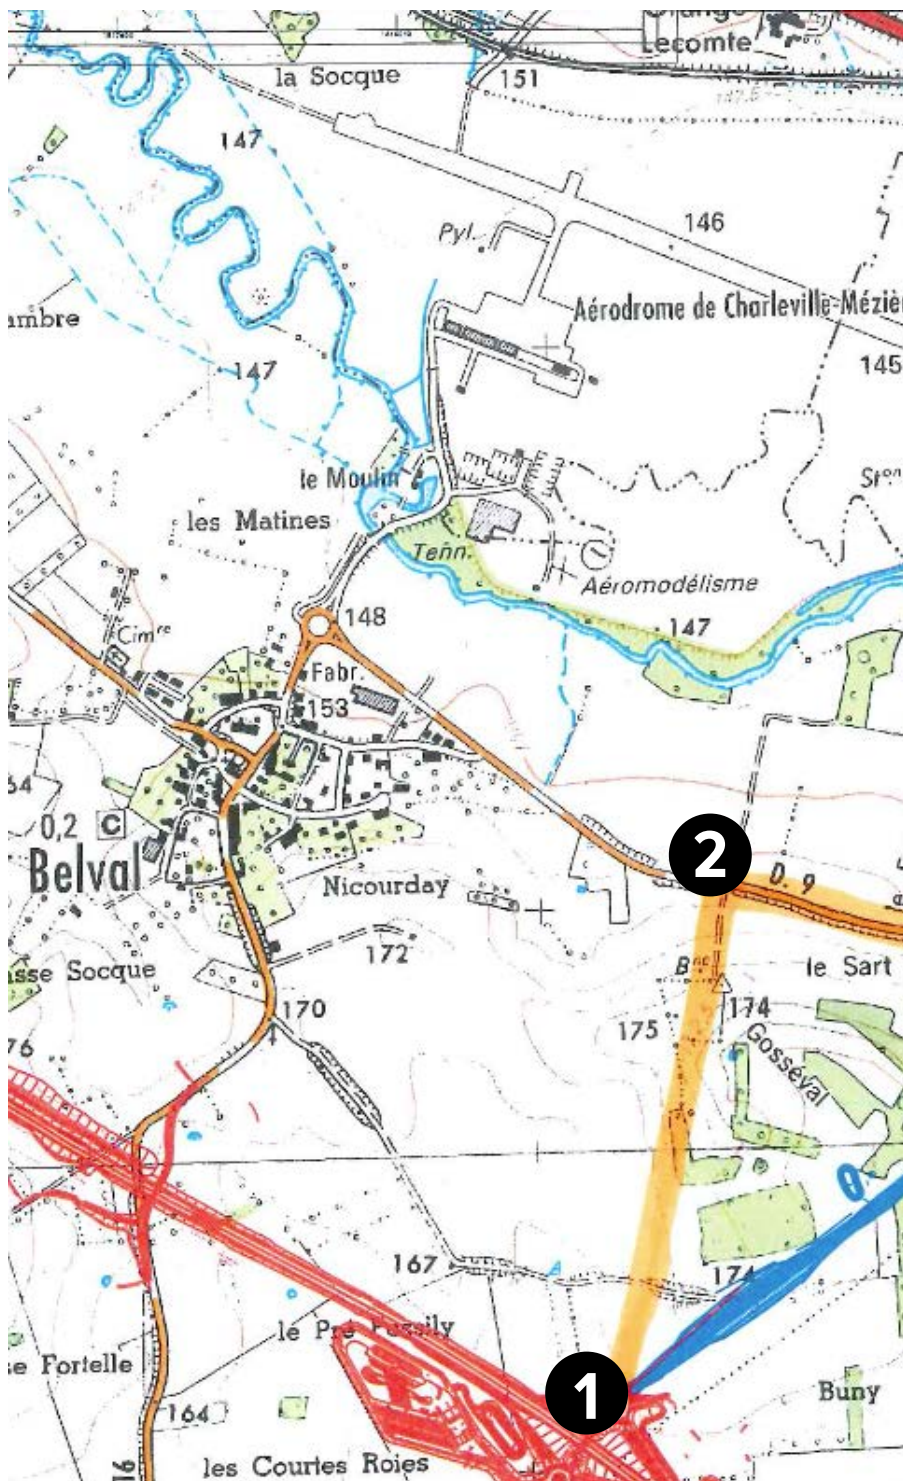 Lecomte
la Socque
151
147
146
Pyl.
Aérodrome de Charleville-Méziè
ambre
145
147
le Moulin
les Matines
Tenn.
Aéromodélisme
148
147
Cimre
Fabr.
153
0,2 C
Belval
2
D. 9
Nicourday
172
le Sart
asse Socque
170
175
174
Gosséval
76
167
174
le Pré
e Fortelle
1
Buny
164
les Courtes Roies